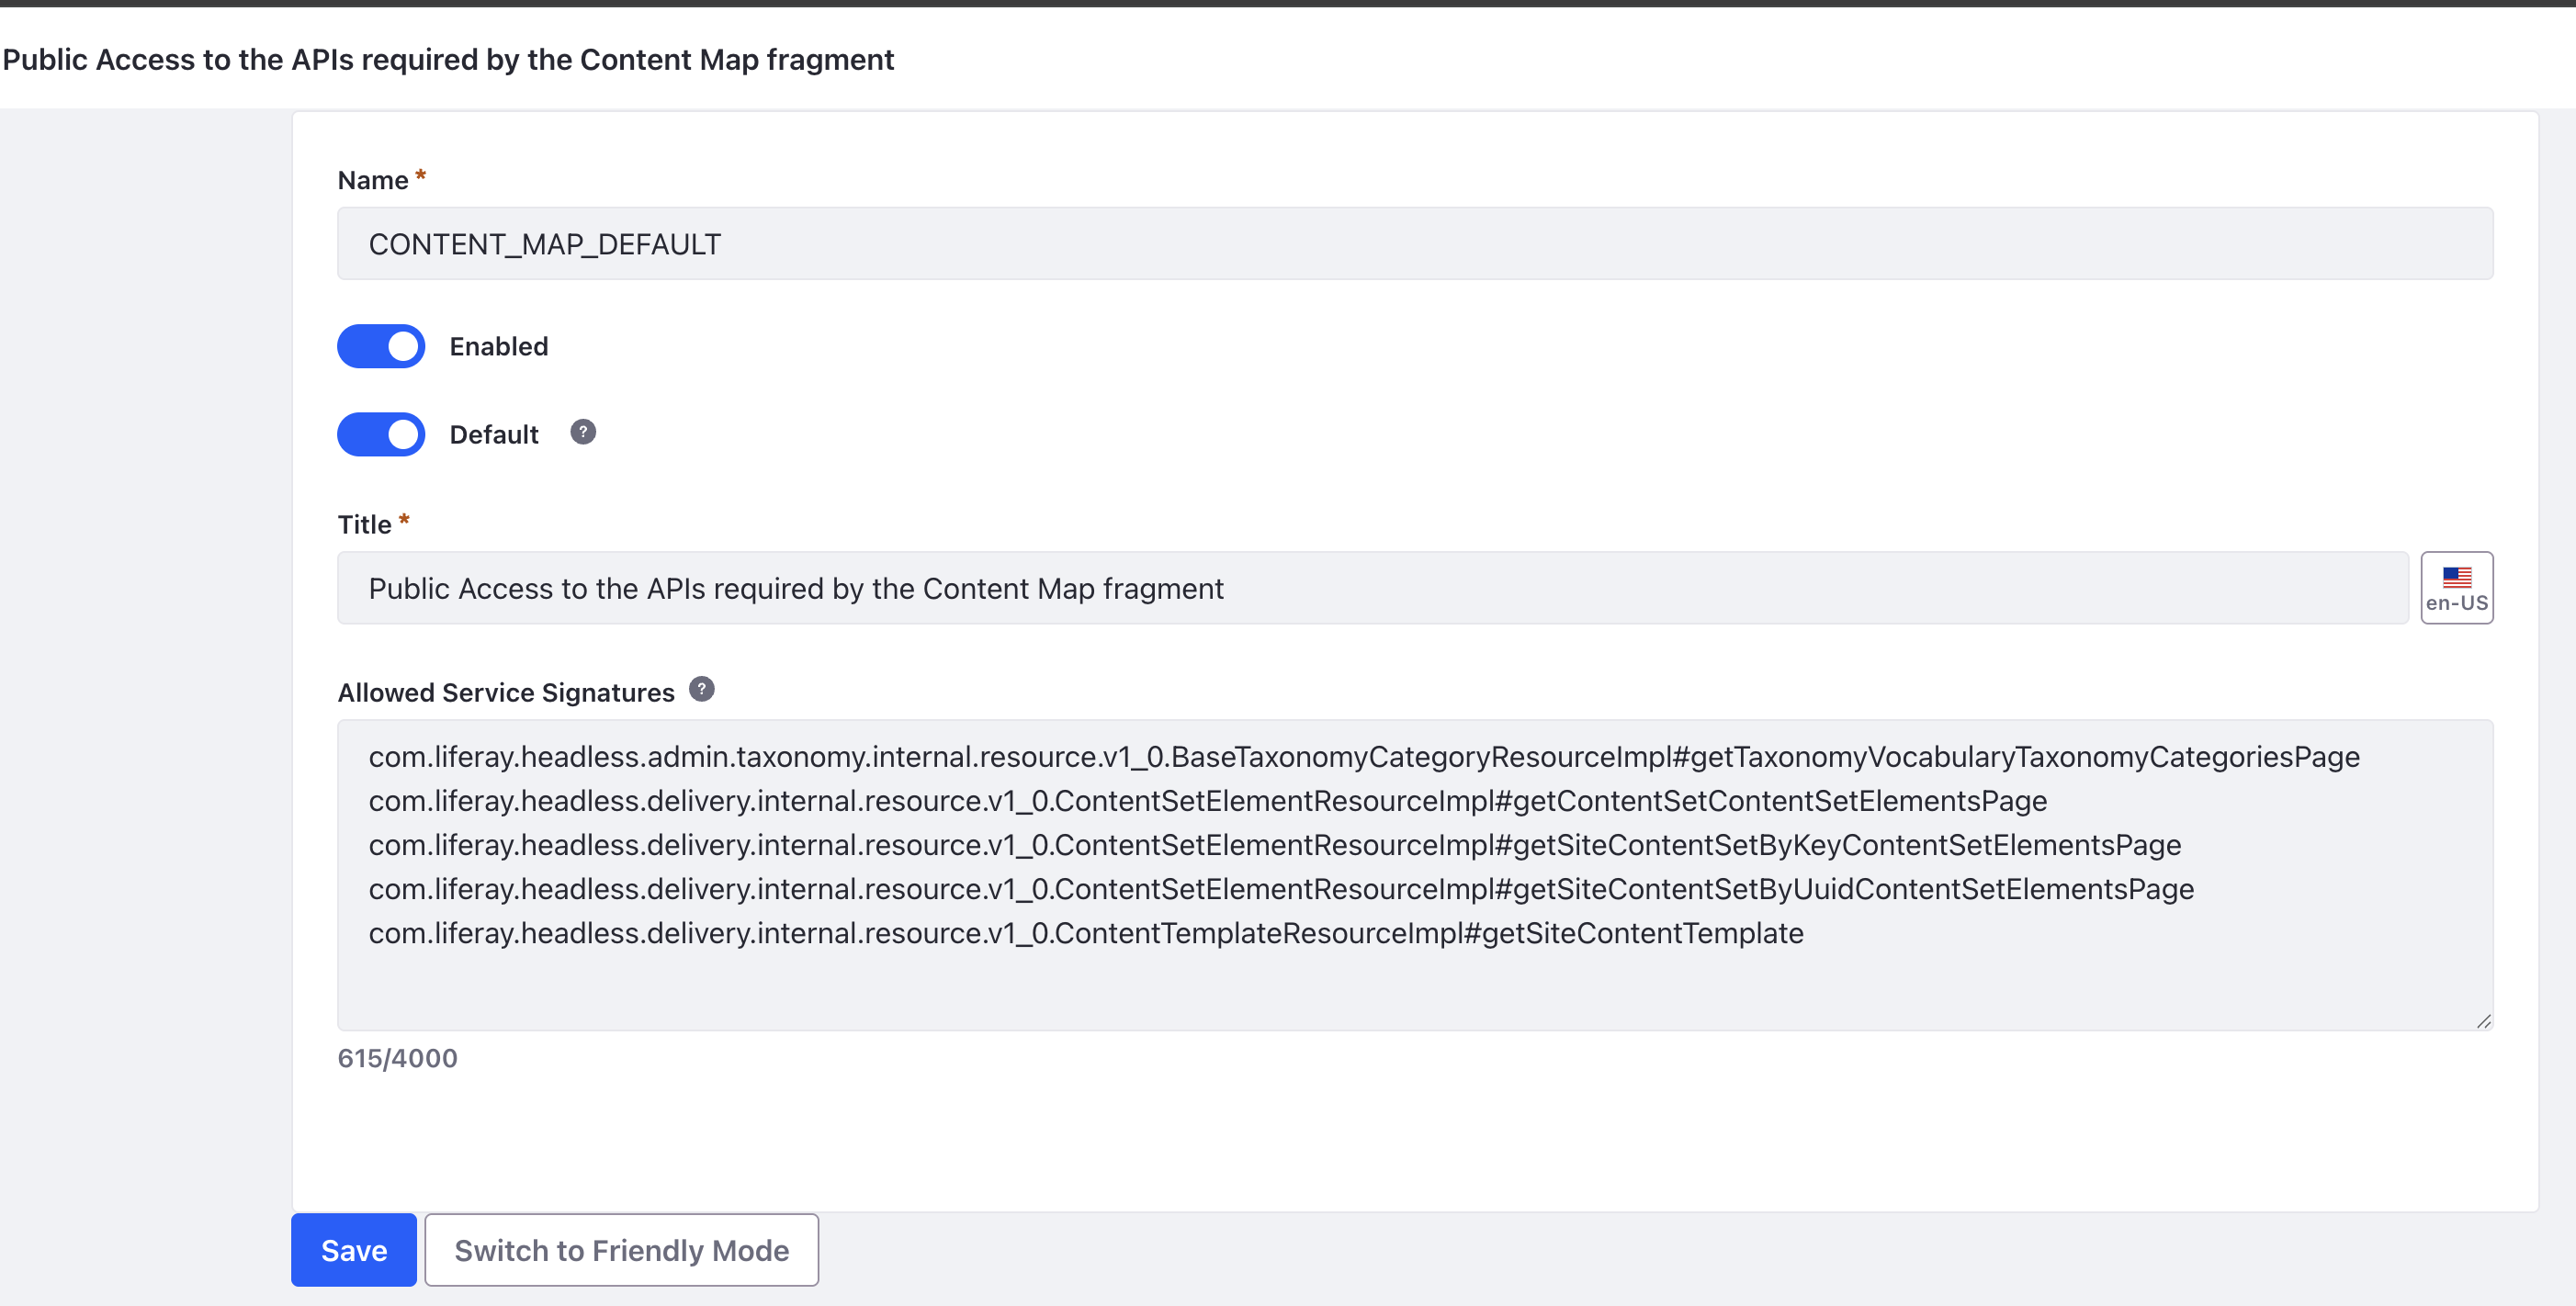 Public Access to the APIs required by the Content Map fragment
Name *
CONTENT_MAP_DEFAULT
Enabled
Default ?
Title *
Public Access to the APIs required by the Content Map fragment
en-US
Allowed Service Signatures ?
com.liferay.headless.admin.taxonomy.internal.resource.v1_0.BaseTaxonomyCategoryResourceImpl#getTaxonomyVocabularyTaxonomyCategoriesPage
com.liferay.headless.delivery.internal.resource.v1_0.ContentSetElementResourceImpl#getContentSetContentSetElementsPage
com.liferay.headless.delivery.internal.resource.v1_0.ContentSetElementResourceImpl#getSiteContentSetByKeyContentSetElementsPage
com.liferay.headless.delivery.internal.resource.v1_0.ContentSetElementResourceImpl#getSiteContentSetByUuidContentSetElementsPage
com.liferay.headless.delivery.internal.resource.v1_0.ContentTemplateResourceImpl#getSiteContentTemplate
615/4000
Save
Switch to Friendly Mode